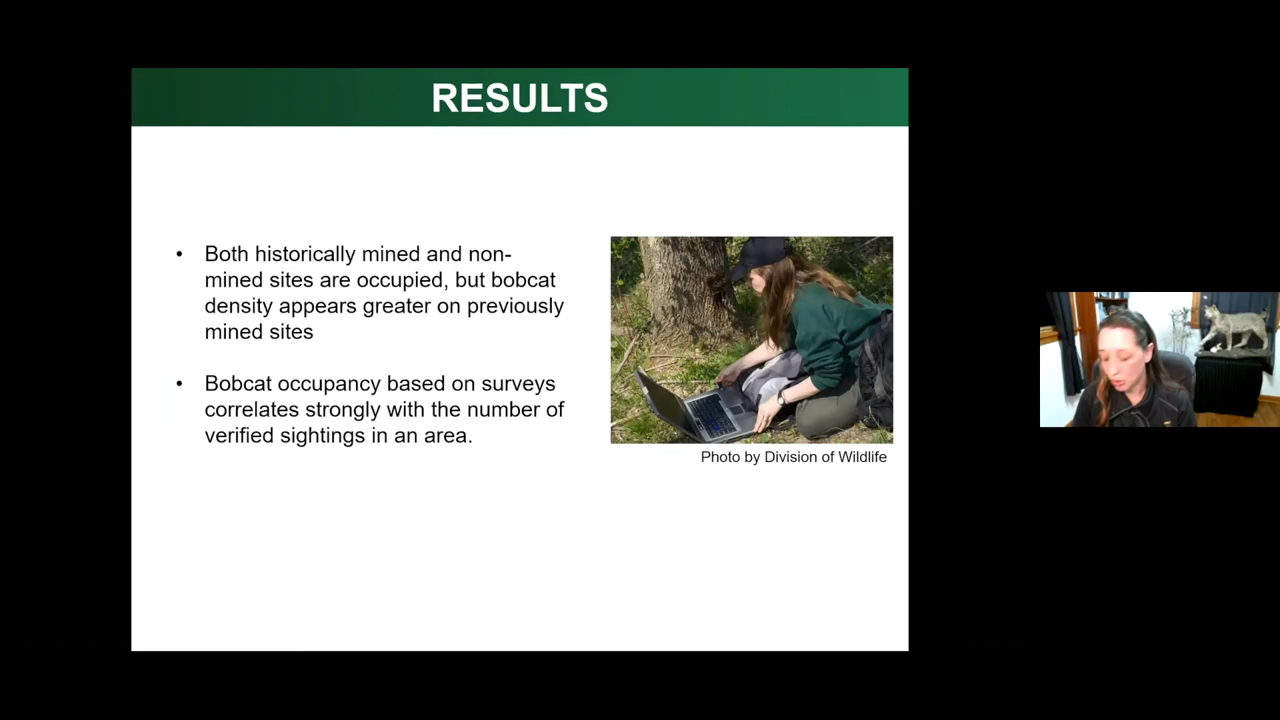 RESULTS
• Both historically mined and non-
mined sites are occupied, but bobcat
density appears greater on previously
mined sites
• Bobcat occupancy based on surveys
correlates strongly with the number of
verified sightings in an area.
Photo by Division of Wildlife